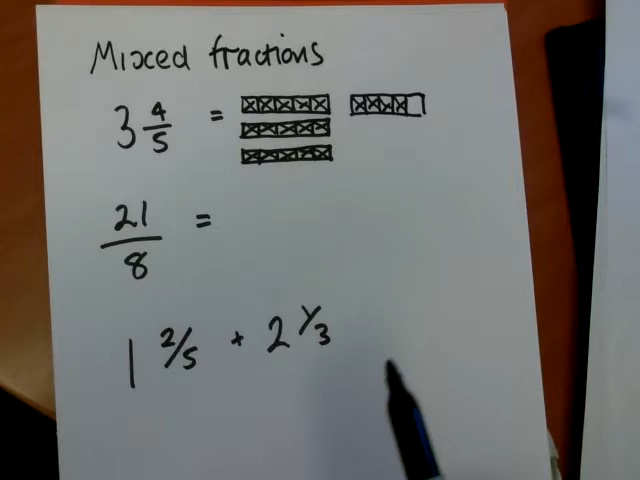 Mixed fractions
3 4/5 =
21/8 =
1 2/5 + 2 1/3